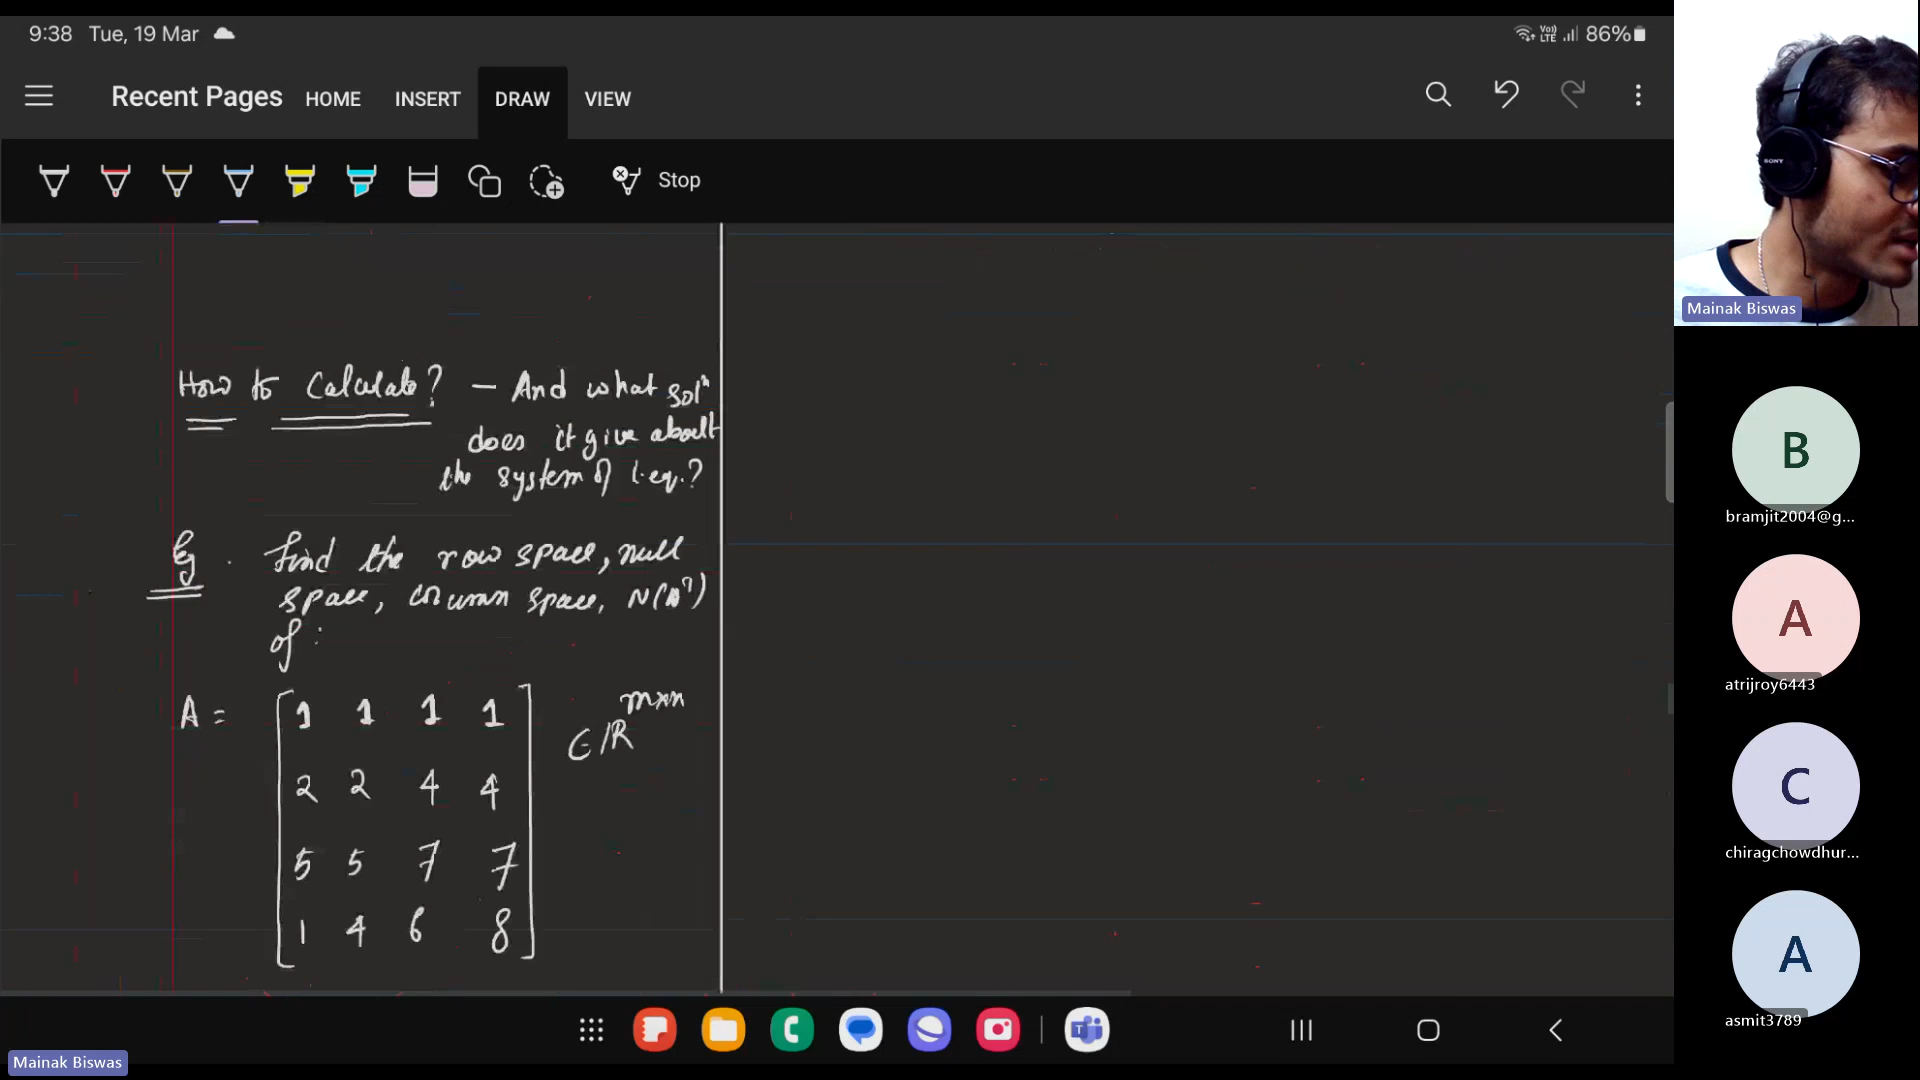 9:38 Tue, 19 Mar
86%
Recent Pages HOME INSERT DRAW VIEW
Stop
How to Calculate? — And what solⁿ
does it give about
the system of l.eq.?
Eg. Find the row space, null
space, column space, N(Aᵀ)
of :
A = [ 1 1 1 1
∈ ℝ^{m×n}
2 2 4 4
5 5 7 7
1 4 6 8 ]
SONY
Mainak Biswas
B
bramjit2004@g...
A
atrijroy6443
C
chiragchowdhur...
A
asmit3789
Mainak Biswas